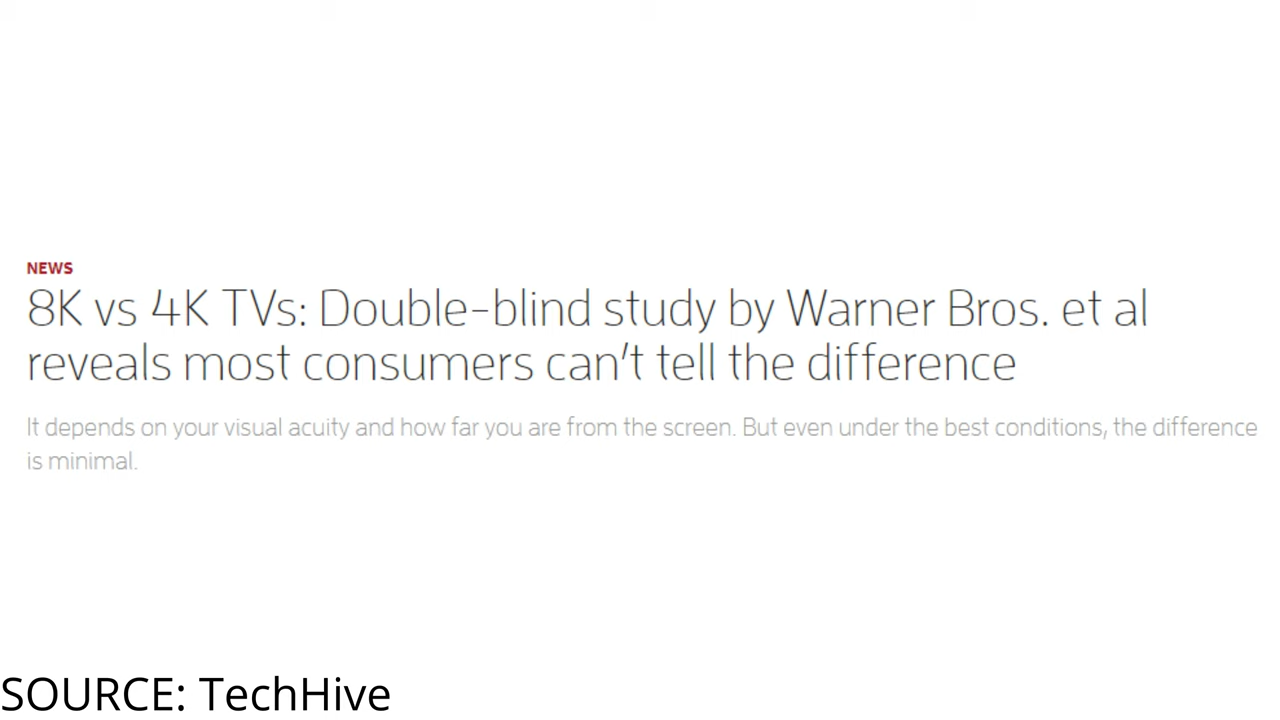 NEWS
8K vs 4K TVs: Double-blind study by Warner Bros. et al
reveals most consumers can't tell the difference
It depends on your visual acuity and how far you are from the screen. But even under the best conditions, the difference
is minimal.
SOURCE: TechHive